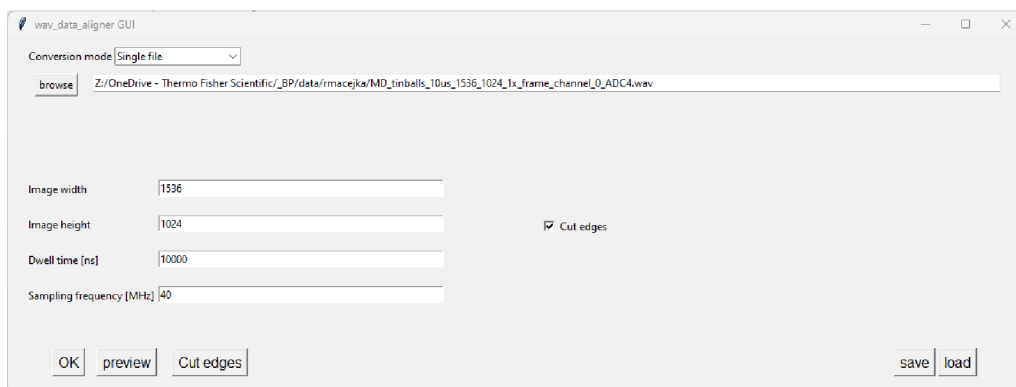 wav_data_aligner GUI
Conversion mode Single file
browse Z:/OneDrive - Thermo Fisher Scientific/_BP/data/rmacejka/MD_tinballs_10us_1536_1024_1x_frame_channel_0_ADC4.wav
Image width 1536
Image height 1024 Cut edges
Dwell time [ns] 10000
Sampling frequency [MHz] 40
OK preview Cut edges save load